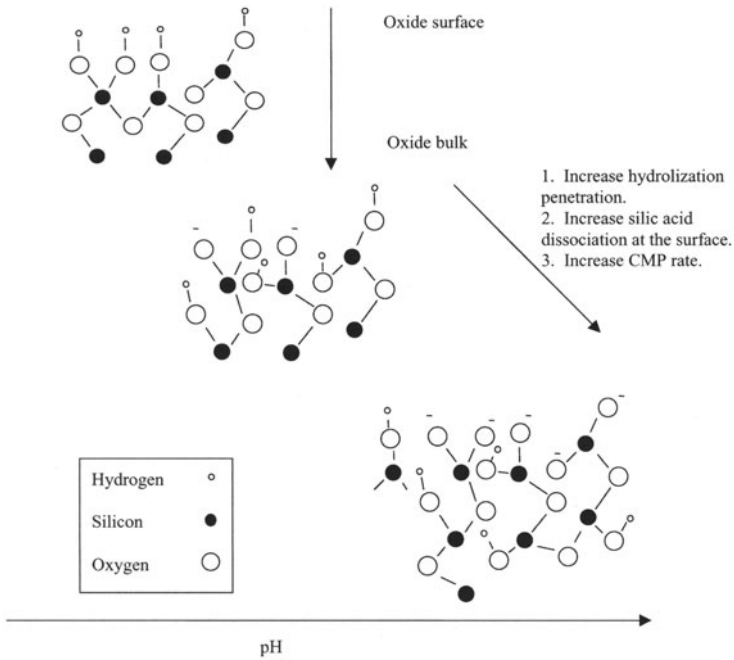 Oxide surface
Oxide bulk
1. Increase hydrolization
penetration.
2. Increase silic acid
dissociation at the surface.
3. Increase CMP rate.
Hydrogen
Silicon
Oxygen
pH